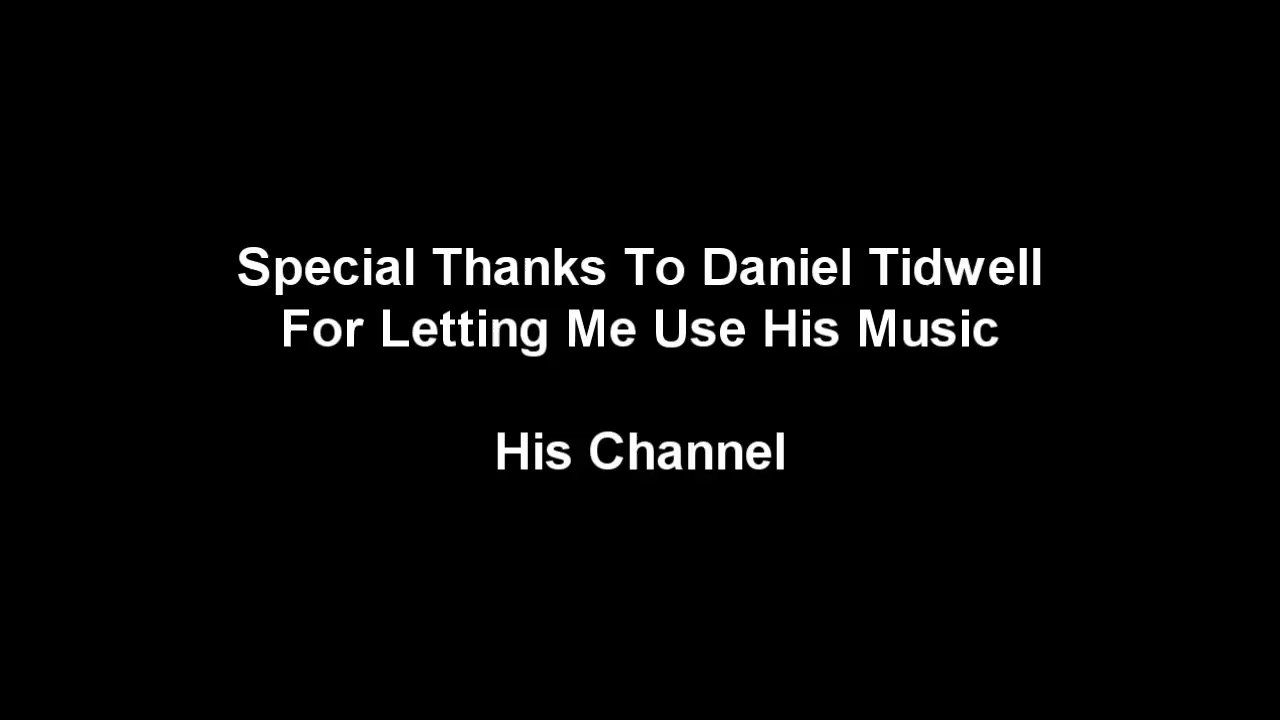 Special Thanks To Daniel Tidwell
For Letting Me Use His Music
His Channel